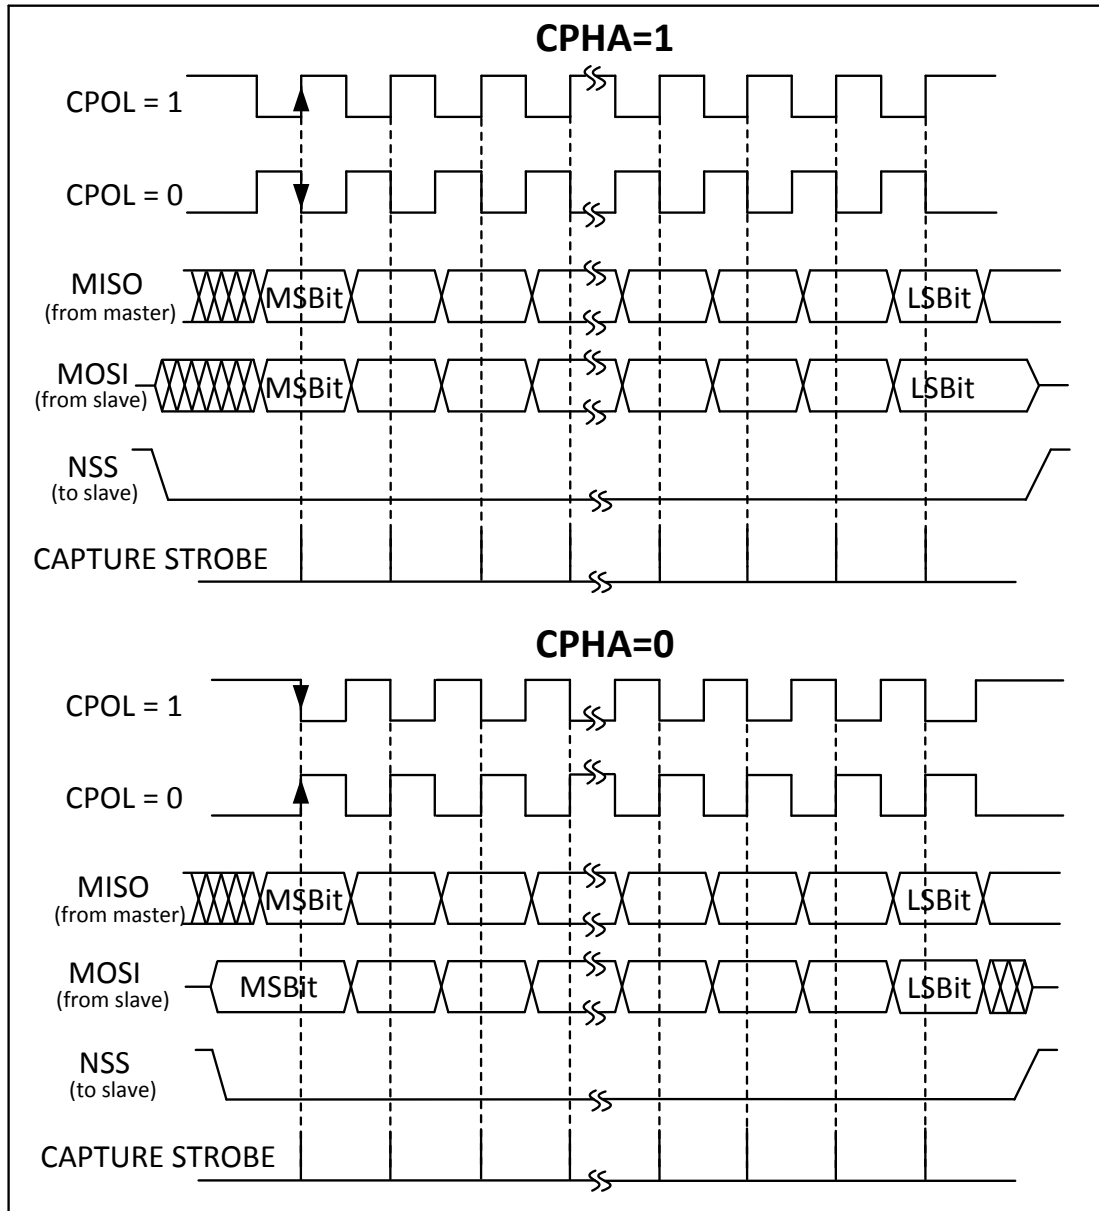 CPHA=1
CPOL = 1
CPOL = 0
MISO
(from master)
MSBit
LSBit
MOSI
(from slave)
MSBit
LSBit
NSS
(to slave)
CAPTURE STROBE
CPHA=0
CPOL = 1
CPOL = 0
MISO
(from master)
MSBit
LSBit
MOSI
(from slave)
MSBit
LSBit
NSS
(to slave)
CAPTURE STROBE